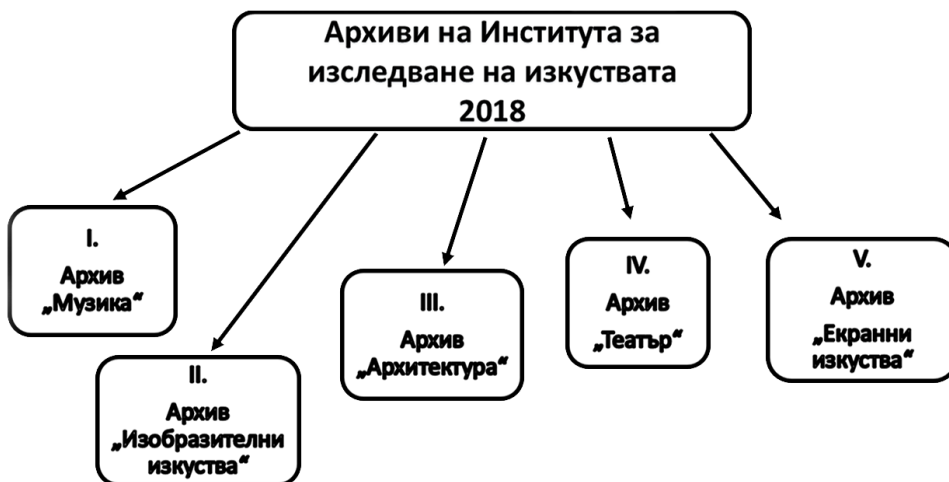 Архиви на Института за
изследване на изкуствата
2018
I.
Архив
„Музика“
II.
Архив
„Изобразителни
изкуства“
III.
Архив
„Архитектура“
IV.
Архив
„Театър“
V.
Архив
„Екранни
изкуства“